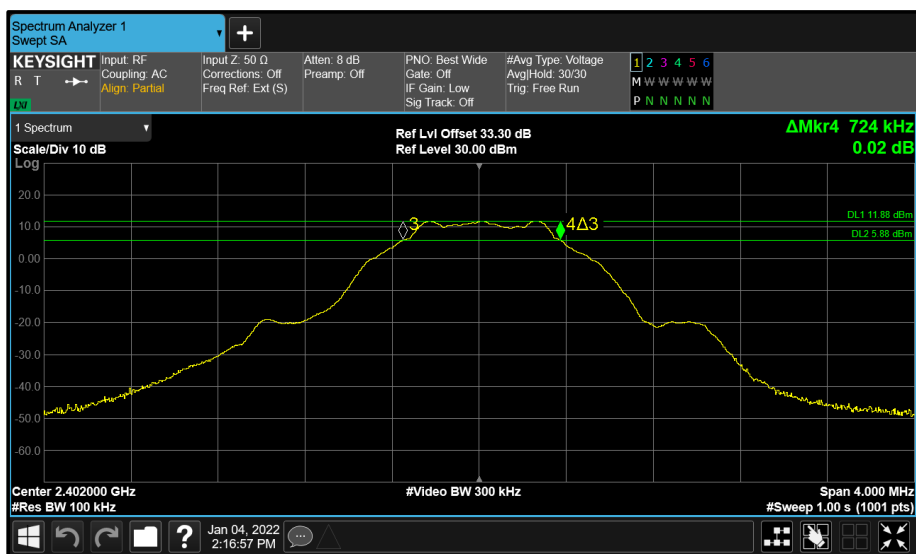 Spectrum Analyzer 1
Swept SA
KEYSIGHT
R T
LXI
Input: RF
Coupling: AC
Align: Partial
Input Z: 50 Ω
Corrections: Off
Freq Ref: Ext (S)
Atten: 8 dB
Preamp: Off
PNO: Best Wide
Gate: Off
IF Gain: Low
Sig Track: Off
#Avg Type: Voltage
Avg|Hold: 30/30
Trig: Free Run
1 2 3 4 5 6
M W W W W W
P N N N N N
1 Spectrum
Scale/Div 10 dB
Log
Ref Lvl Offset 33.30 dB
Ref Level 30.00 dBm
ΔMkr4 724 kHz
0.02 dB
20.0
10.0
0.00
-10.0
-20.0
-30.0
-40.0
-50.0
-60.0
3
4Δ3
DL1 11.88 dBm
DL2 5.88 dBm
Center 2.402000 GHz
#Res BW 100 kHz
#Video BW 300 kHz
Span 4.000 MHz
#Sweep 1.00 s (1001 pts)
?
Jan 04, 2022
2:16:57 PM